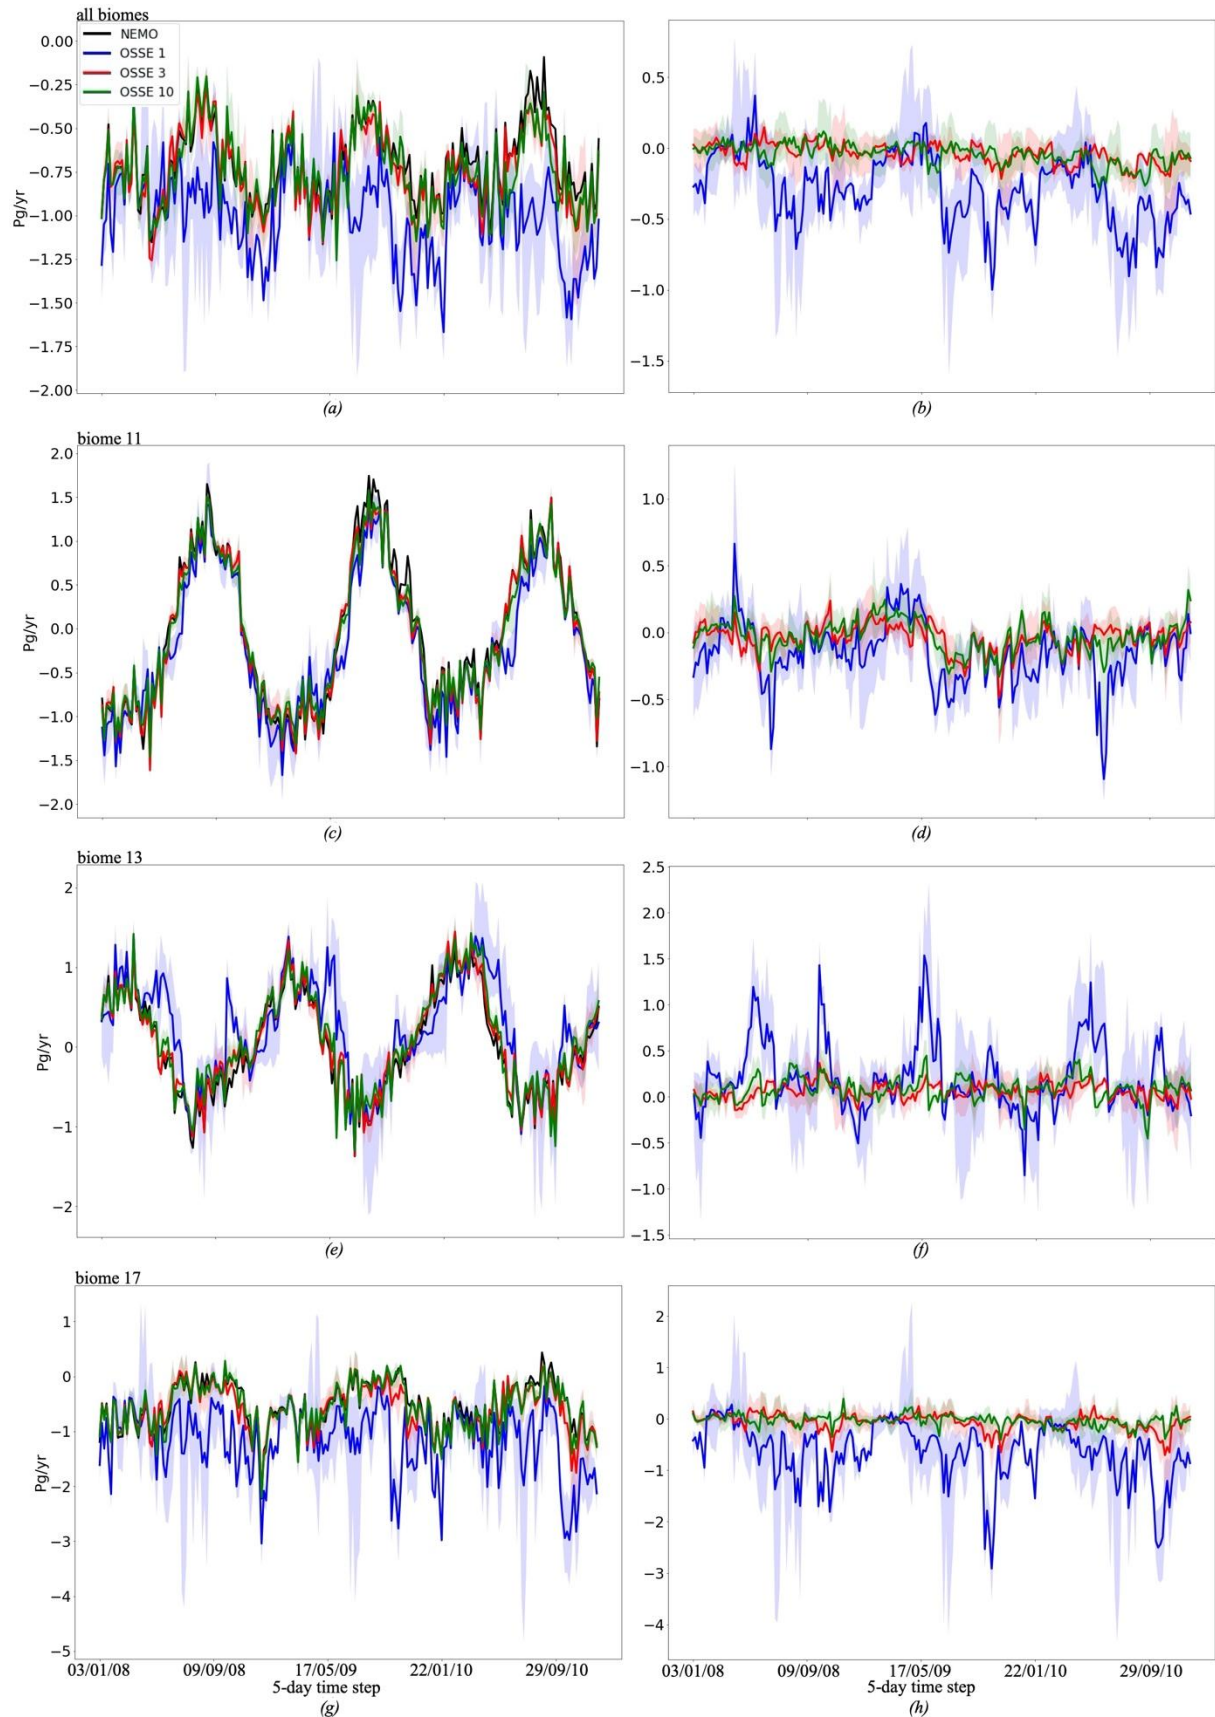 all biomes
NEMO
OSSE 1
OSSE 3
OSSE 10
0.00
−0.25
−0.50
−0.75
−1.00
−1.25
−1.50
−1.75
−2.00
Pg/yr
(a)
0.5
0.0
−0.5
−1.0
−1.5
(b)
biome 11
2.0
1.5
1.0
0.5
0.0
−0.5
−1.0
−1.5
−2.0
Pg/yr
(c)
1.0
0.5
0.0
−0.5
−1.0
(d)
biome 13
2
1
0
−1
−2
Pg/yr
(e)
2.5
2.0
1.5
1.0
0.5
0.0
−0.5
−1.0
−1.5
(f)
biome 17
1
0
−1
−2
−3
−4
−5
Pg/yr
03/01/08 09/09/08 17/05/09 22/01/10 29/09/10
5-day time step
(g)
2
1
0
−1
−2
−3
−4
03/01/08 09/09/08 17/05/09 22/01/10 29/09/10
5-day time step
(h)